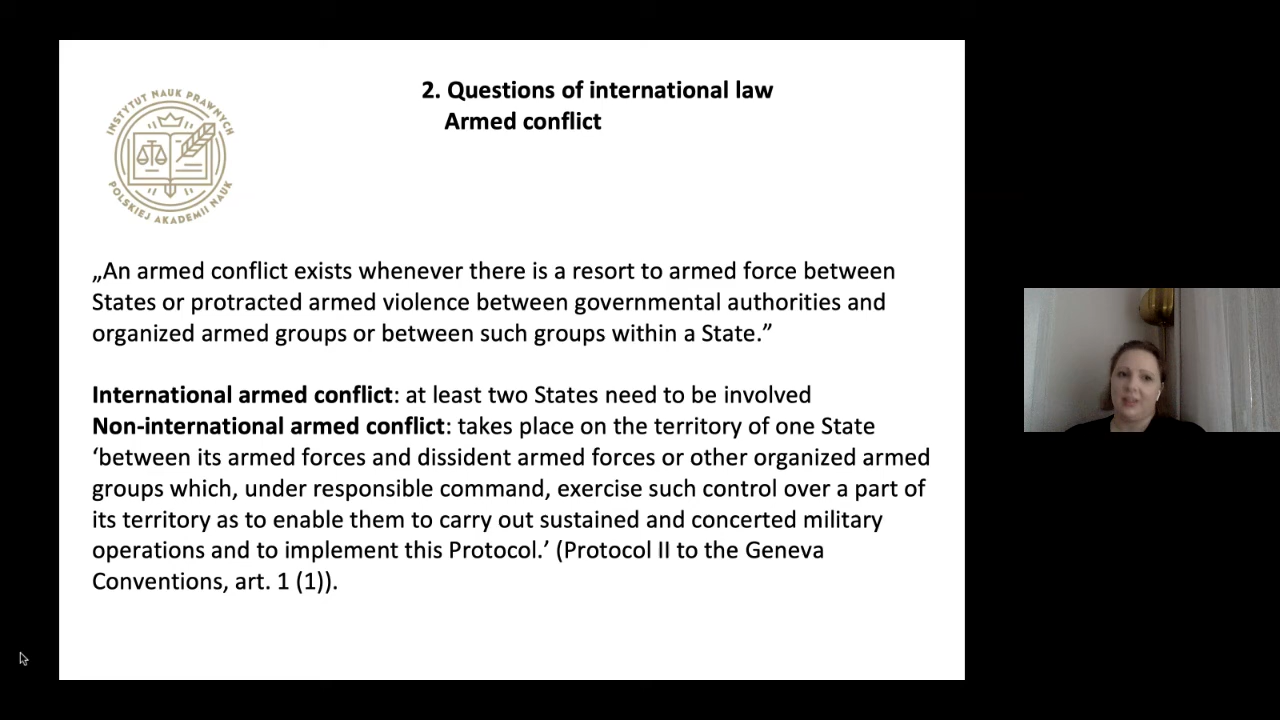 INSTYTUT NAUK PRAWNYCH
POLSKIEJ AKADEMII NAUK
2. Questions of international law
Armed conflict
„An armed conflict exists whenever there is a resort to armed force between
States or protracted armed violence between governmental authorities and
organized armed groups or between such groups within a State.”
International armed conflict: at least two States need to be involved
Non-international armed conflict: takes place on the territory of one State
‘between its armed forces and dissident armed forces or other organized armed
groups which, under responsible command, exercise such control over a part of
its territory as to enable them to carry out sustained and concerted military
operations and to implement this Protocol.’ (Protocol II to the Geneva
Conventions, art. 1 (1)).